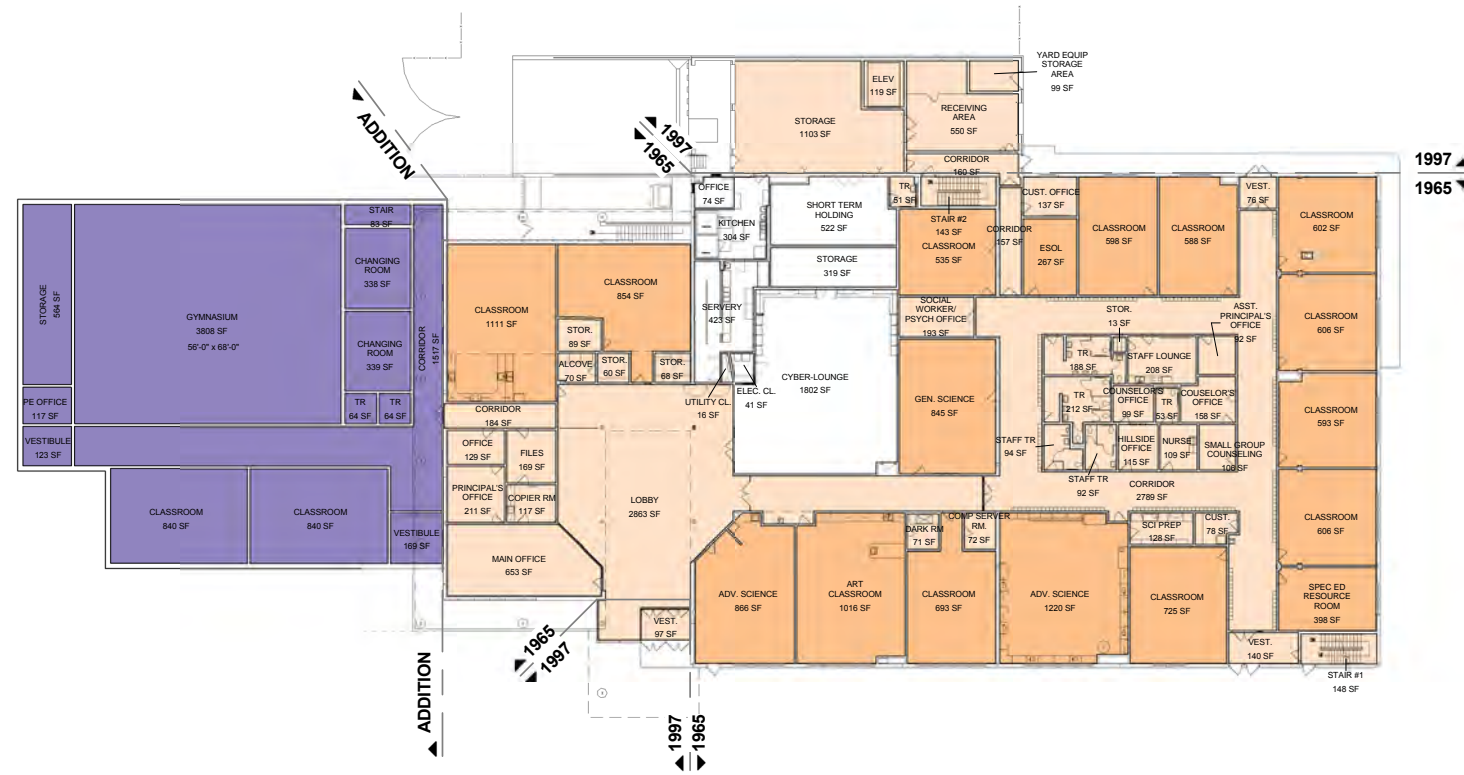 YARD EQUIP
STORAGE
AREA
99 SF
ELEV
119 SF
STORAGE
1103 SF
RECEIVING
AREA
550 SF
CORRIDOR
160 SF
ADDITION
1997
1965
1997
1965
OFFICE
74 SF
KITCHEN
304 SF
SHORT TERM
HOLDING
522 SF
TR
51 SF
STAIR #2
143 SF
CLASSROOM
535 SF
CORRIDOR
157 SF
CUST. OFFICE
137 SF
ESOL
267 SF
CLASSROOM
598 SF
CLASSROOM
588 SF
VEST.
76 SF
CLASSROOM
602 SF
STAIR
83 SF
CHANGING
ROOM
338 SF
STORAGE
564 SF
GYMNASIUM
3808 SF
56'-0" x 68'-0"
CHANGING
ROOM
339 SF
CORRIDOR
1517 SF
CLASSROOM
1111 SF
CLASSROOM
854 SF
STOR.
89 SF
ALCOVE
70 SF
STOR.
60 SF
STOR.
68 SF
SERVERY
423 SF
STORAGE
319 SF
UTILITY CL.
16 SF
ELEC. CL.
41 SF
CYBER-LOUNGE
1802 SF
SOCIAL
WORKER/
PSYCH OFFICE
193 SF
GEN. SCIENCE
845 SF
STOR.
13 SF
ASST.
PRINCIPAL'S
OFFICE
92 SF
CLASSROOM
606 SF
TR
188 SF
STAFF LOUNGE
208 SF
TR
212 SF
COUNSELOR'S
OFFICE
99 SF
TR
53 SF
COUSELOR'S
OFFICE
158 SF
CLASSROOM
593 SF
STAFF TR
94 SF
STAFF TR
92 SF
HILLSIDE
OFFICE
115 SF
NURSE
109 SF
SMALL GROUP
COUNSELING
106 SF
CORRIDOR
2789 SF
CLASSROOM
606 SF
PE OFFICE
117 SF
VESTIBULE
123 SF
TR
64 SF
TR
64 SF
CORRIDOR
184 SF
OFFICE
129 SF
FILES
169 SF
PRINCIPAL'S
OFFICE
211 SF
COPIER RM
117 SF
LOBBY
2863 SF
CLASSROOM
840 SF
CLASSROOM
840 SF
VESTIBULE
169 SF
MAIN OFFICE
653 SF
VEST.
97 SF
ADV. SCIENCE
866 SF
ART
CLASSROOM
1016 SF
DARK RM
71 SF
COMP SERVER
RM.
72 SF
CLASSROOM
693 SF
ADV. SCIENCE
1220 SF
SCI PREP
128 SF
CUST.
78 SF
CLASSROOM
725 SF
SPEC ED
RESOURCE
ROOM
398 SF
VEST.
140 SF
STAIR #1
148 SF
1965
1997
ADDITION
1997
1965